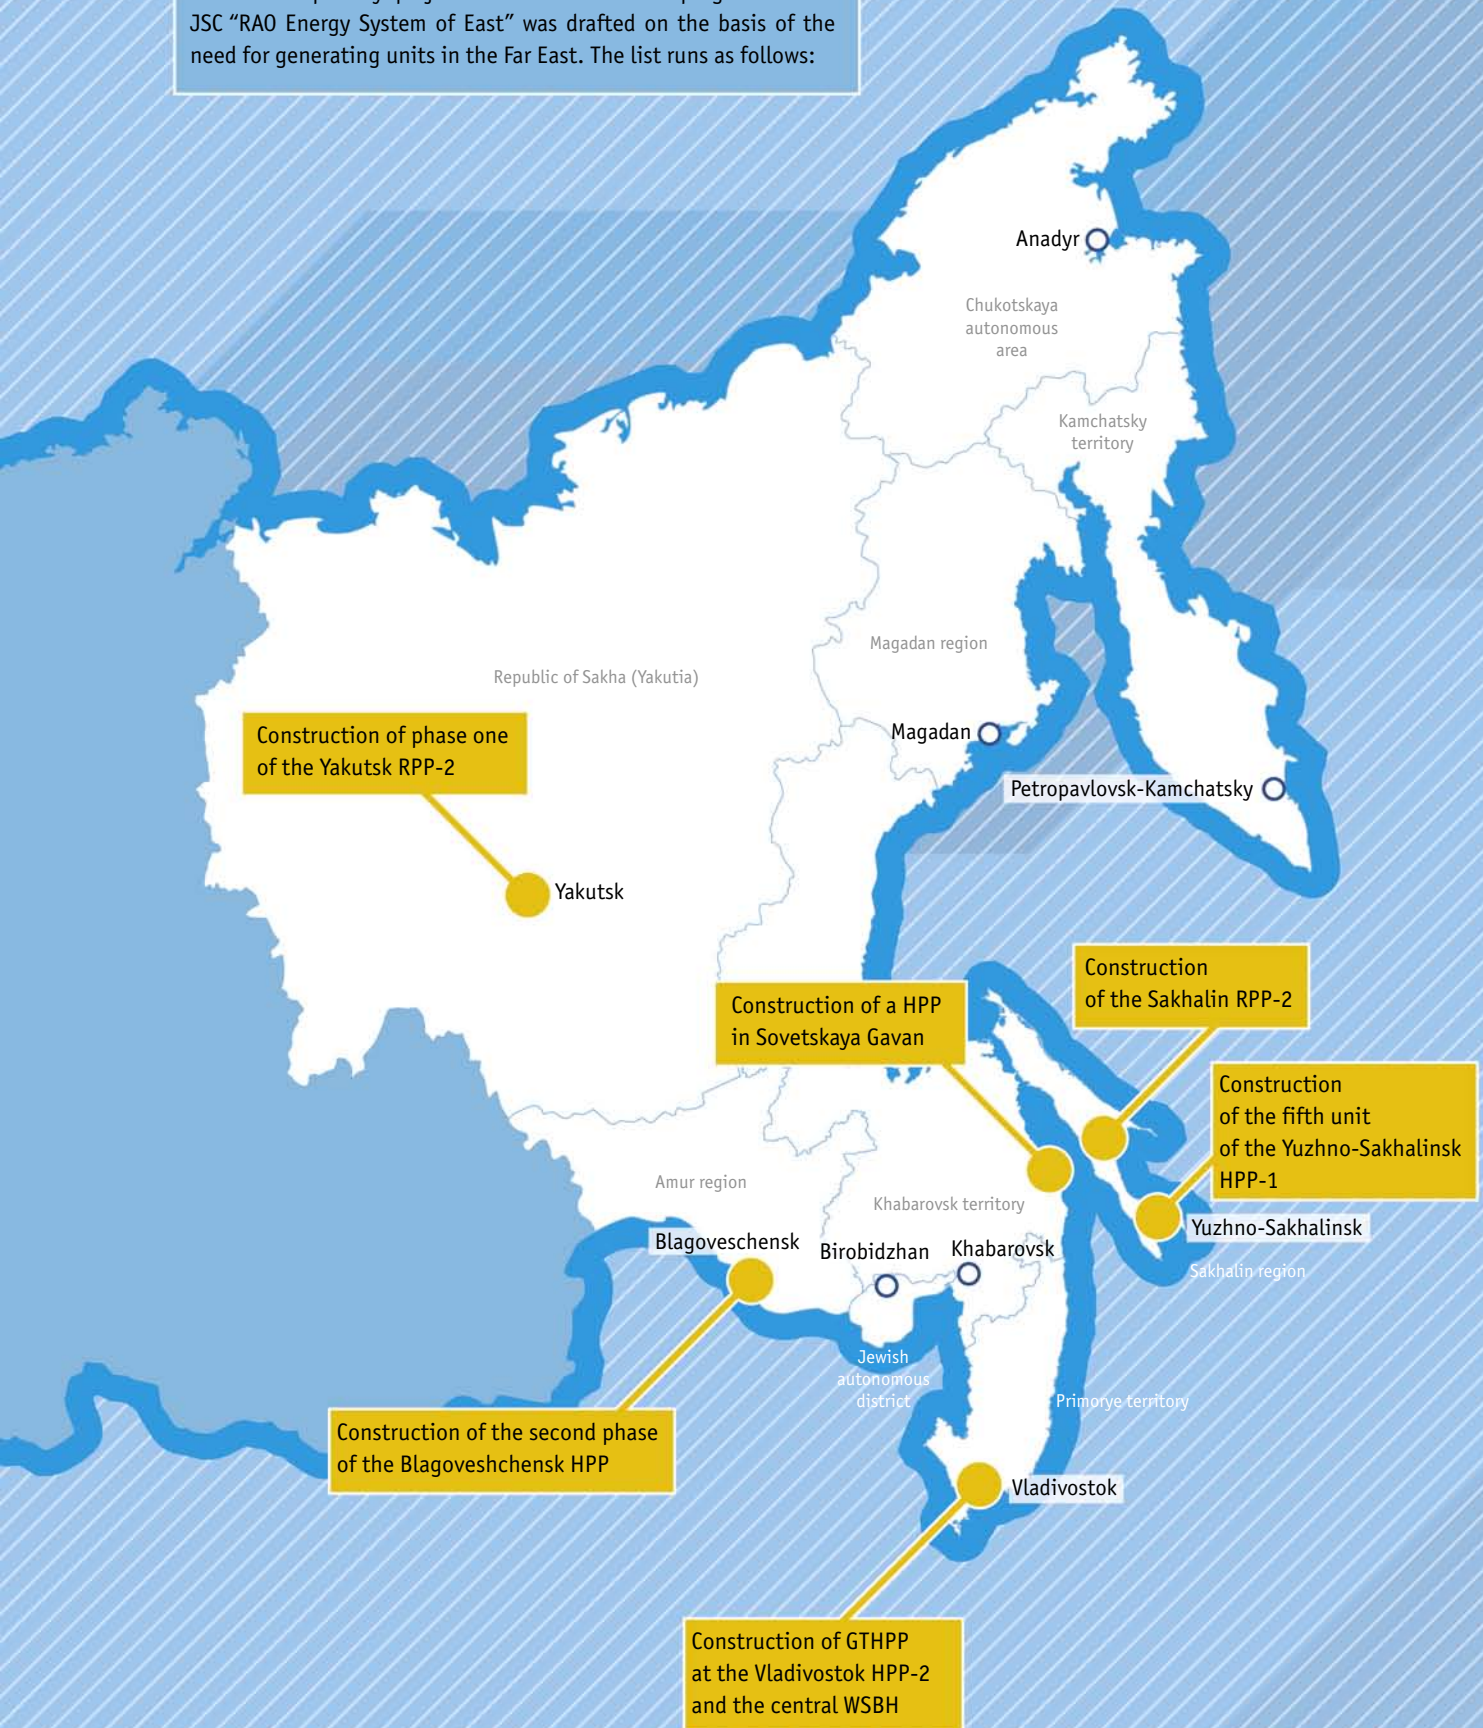 JSC “RAO Energy System of East” was drafted on the basis of the
need for generating units in the Far East. The list runs as follows:
Anadyr
Chukotskaya
autonomous
area
Kamchatsky
territory
Magadan region
Republic of Sakha (Yakutia)
Construction of phase one
of the Yakutsk RPP-2
Magadan
Petropavlovsk-Kamchatsky
Yakutsk
Construction
of the Sakhalin RPP-2
Construction of a HPP
in Sovetskaya Gavan
Construction
of the fifth unit
of the Yuzhno-Sakhalinsk
HPP-1
Amur region
Khabarovsk territory
Yuzhno-Sakhalinsk
Blagoveschensk
Birobidzhan
Khabarovsk
Sakhalin region
Jewish
autonomous
district
Primorye territory
Construction of the second phase
of the Blagoveshchensk HPP
Vladivostok
Construction of GTHPP
at the Vladivostok HPP-2
and the central WSBH